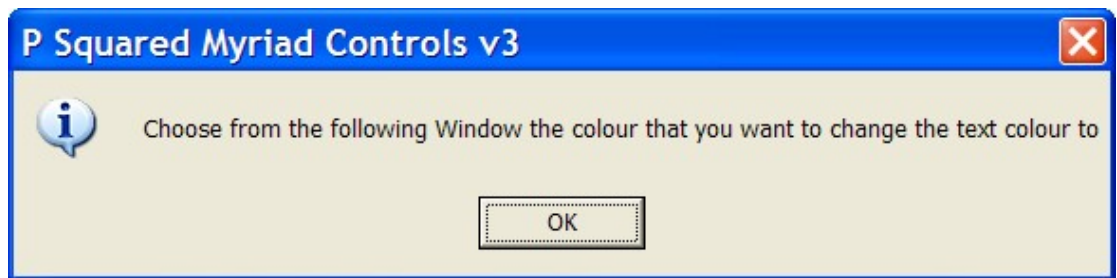 P Squared Myriad Controls v3
Choose from the following Window the colour that you want to change the text colour to
OK